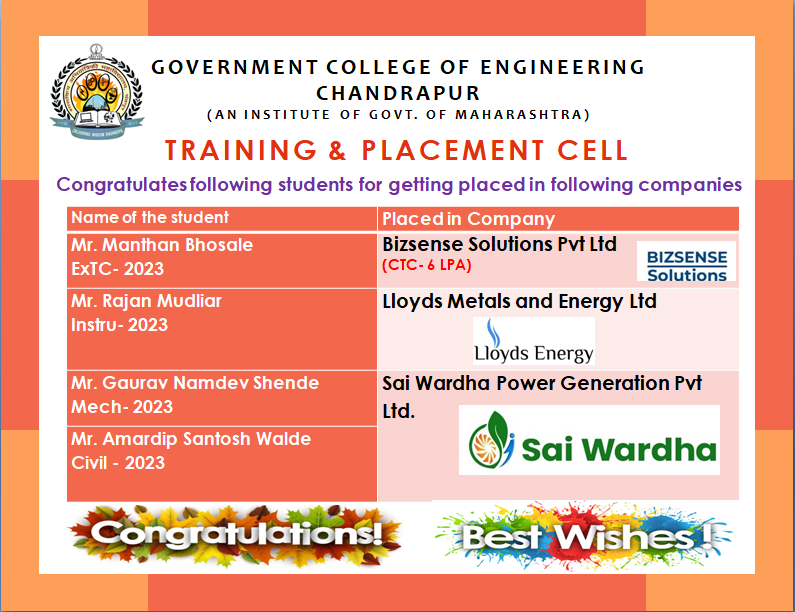 GOVERNMENT COLLEGE OF ENGINEERING
CHANDRAPUR
(AN INSTITUTE OF GOVT. OF MAHARASHTRA)
TRAINING & PLACEMENT CELL
Congratulates following students for getting placed in following companies
Name of the student
Placed in Company
Mr. Manthan Bhosale
ExTC- 2023
Bizsense Solutions Pvt Ltd
(CTC- 6 LPA)
BIZSENSE
Solutions
Mr. Rajan Mudliar
Instru- 2023
Lloyds Metals and Energy Ltd
Lloyds Energy
Mr. Gaurav Namdev Shende
Mech- 2023
Mr. Amardip Santosh Walde
Civil - 2023
Sai Wardha Power Generation Pvt
Ltd.
Sai Wardha
Congratulations!
Best Wishes !